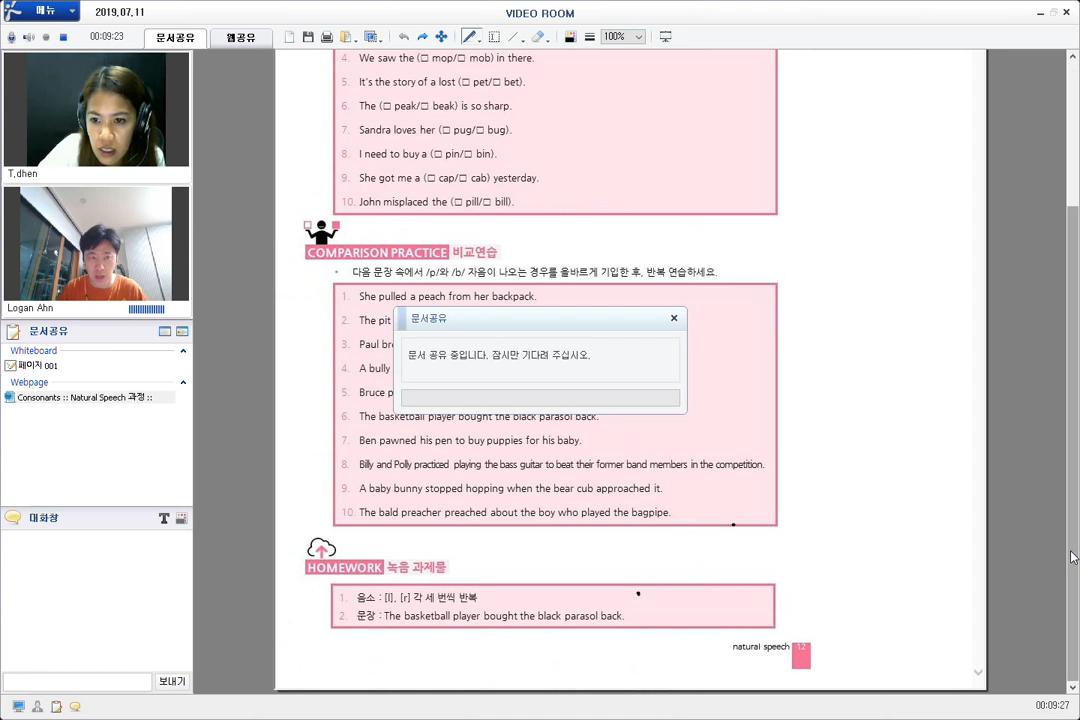 메뉴
2019.07.11
VIDEO ROOM
00:09:23
문서공유
웹공유
100%
T.dhen
Logan Ahn
문서공유
Whiteboard
페이지 001
Webpage
Consonants :: Natural Speech 과정 ::
대화창
보내기
4. We saw the (□ mop/□ mob) in there.
5. It's the story of a lost (□ pet/□ bet).
6. The (□ peak/□ beak) is so sharp.
7. Sandra loves her (□ pug/□ bug).
8. I need to buy a (□ pin/□ bin).
9. She got me a (□ cap/□ cab) yesterday.
10. John misplaced the (□ pill/□ bill).
COMPARISON PRACTICE 비교연습
• 다음 문장 속에서 /p/와 /b/ 자음이 나오는 경우를 올바르게 기입한 후, 반복 연습하세요.
1. She pulled a peach from her backpack.
2. The pit
3. Paul br
4. A bully
5. Bruce p
문서공유
문서 공유 중입니다. 잠시만 기다려 주십시오.
6. The basketball player bought the black parasol back.
7. Ben pawned his pen to buy puppies for his baby.
8. Billy and Polly practiced playing the bass guitar to beat their former band members in the competition.
9. A baby bunny stopped hopping when the bear cub approached it.
10. The bald preacher preached about the boy who played the bagpipe.
HOMEWORK 녹음 과제물
1. 음소 : [l], [r] 각 세 번씩 반복
2. 문장 : The basketball player bought the black parasol back.
natural speech 12
00:09:27